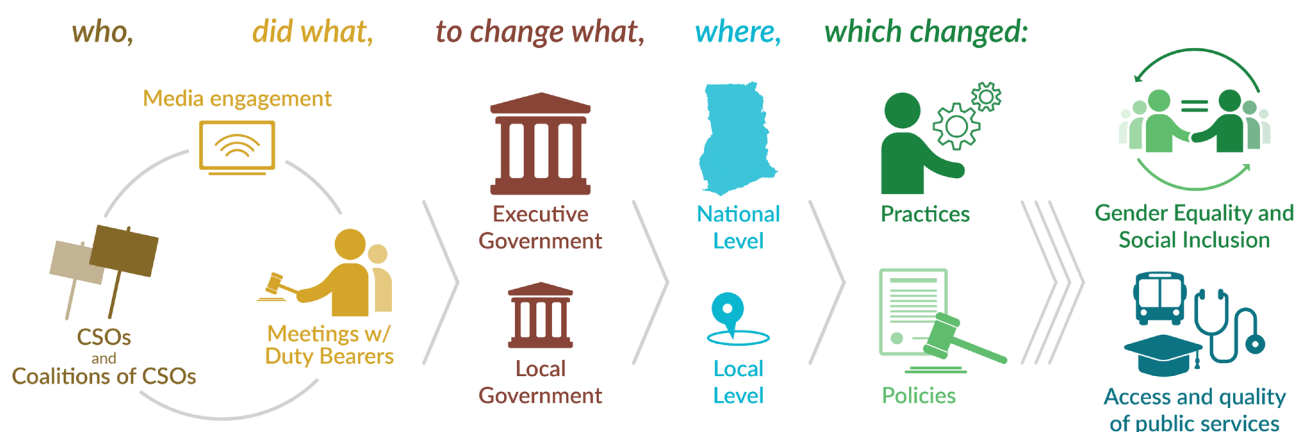 who,
did what,
to change what,
where,
which changed:
Media engagement
CSOs
and
Coalitions of CSOs
Meetings w/
Duty Bearers
Executive
Government
Local
Government
National
Level
Local
Level
Practices
Policies
Gender Equality and
Social Inclusion
Access and quality
of public services